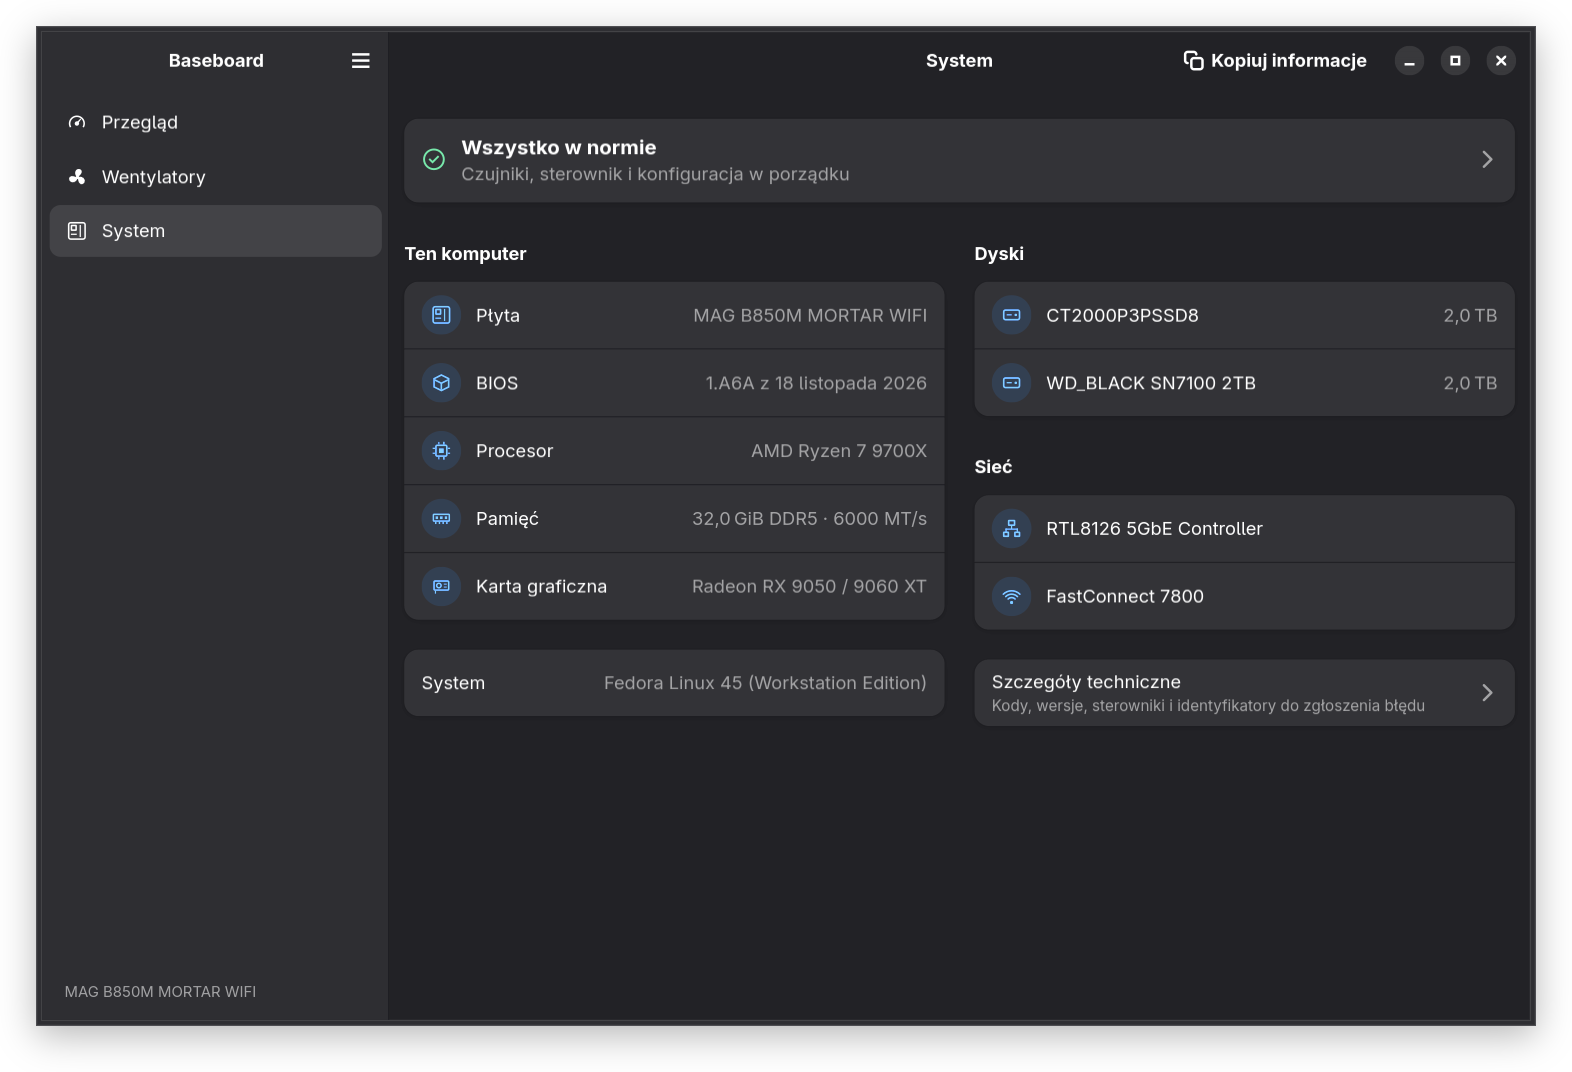 Baseboard
Przegląd
Wentylatory
System
MAG B850M MORTAR WIFI
System
Kopiuj informacje
Wszystko w normie
Czujniki, sterownik i konfiguracja w porządku
Ten komputer
Płyta MAG B850M MORTAR WIFI
BIOS 1.A6A z 18 listopada 2026
Procesor AMD Ryzen 7 9700X
Pamięć 32,0 GiB DDR5 · 6000 MT/s
Karta graficzna Radeon RX 9050 / 9060 XT
System Fedora Linux 45 (Workstation Edition)
Dyski
CT2000P3PSSD8 2,0 TB
WD_BLACK SN7100 2TB 2,0 TB
Sieć
RTL8126 5GbE Controller
FastConnect 7800
Szczegóły techniczne
Kody, wersje, sterowniki i identyfikatory do zgłoszenia błędu